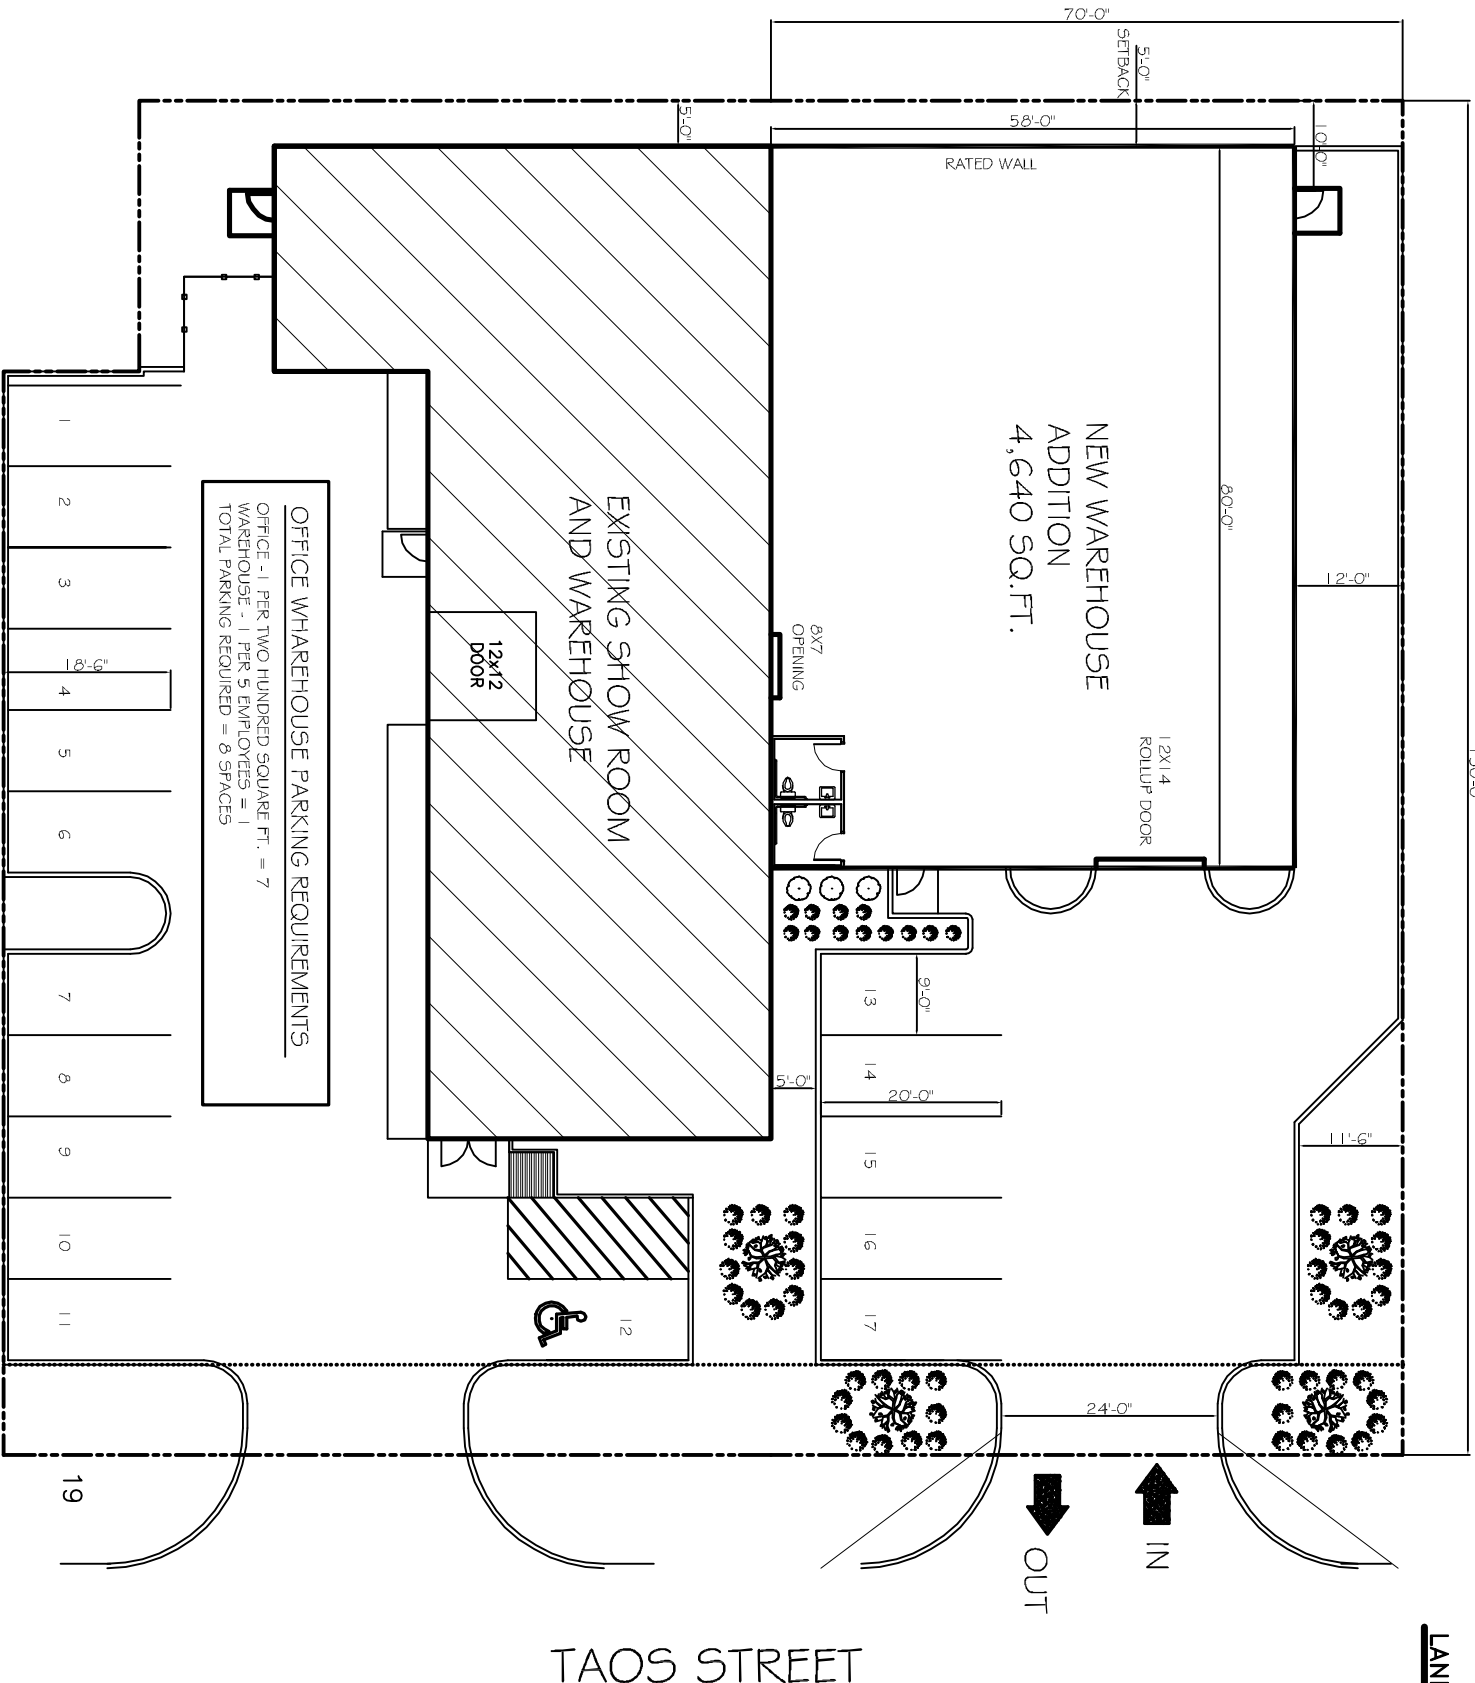 70'-0"
5'-0"
SETBACK
5'-0"
58'-0"
10'-0"
RATED WALL
NEW WAREHOUSE
ADDITION
4,640 SQ.FT.
80'-0"
12'-0"
EXISTING SHOW ROOM
AND WAREHOUSE
12x12
DOOR
8X7
OPENING
12X14
ROLLUP DOOR
OFFICE WHAREHOUSE PARKING REQUIREMENTS
OFFICE - 1 PER TWO HUNDRED SQUARE FT. = 7
WAREHOUSE - 1 PER 5 EMPLOYEES = 1
TOTAL PARKING REQUIRED = 8 SPACES
1
2
3
18'-6"
4
5
6
7
8
9
10
11
12
9'-0"
13
14
20'-0"
5'-0"
15
16
17
11'-6"
24'-0"
19
IN
OUT
TAOS STREET